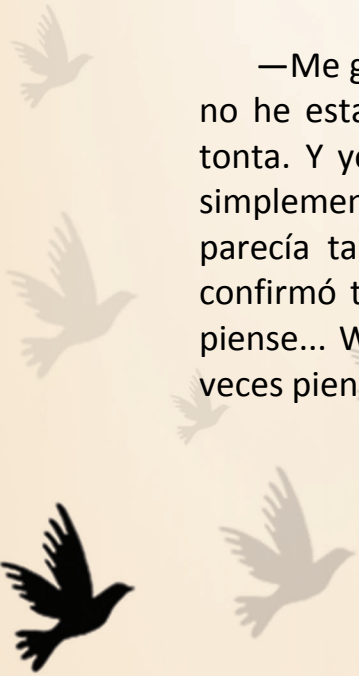 —Me g
no he esta
tonta. Y yo
simplemen
parecía ta
confirmó t
piense... W
veces pien